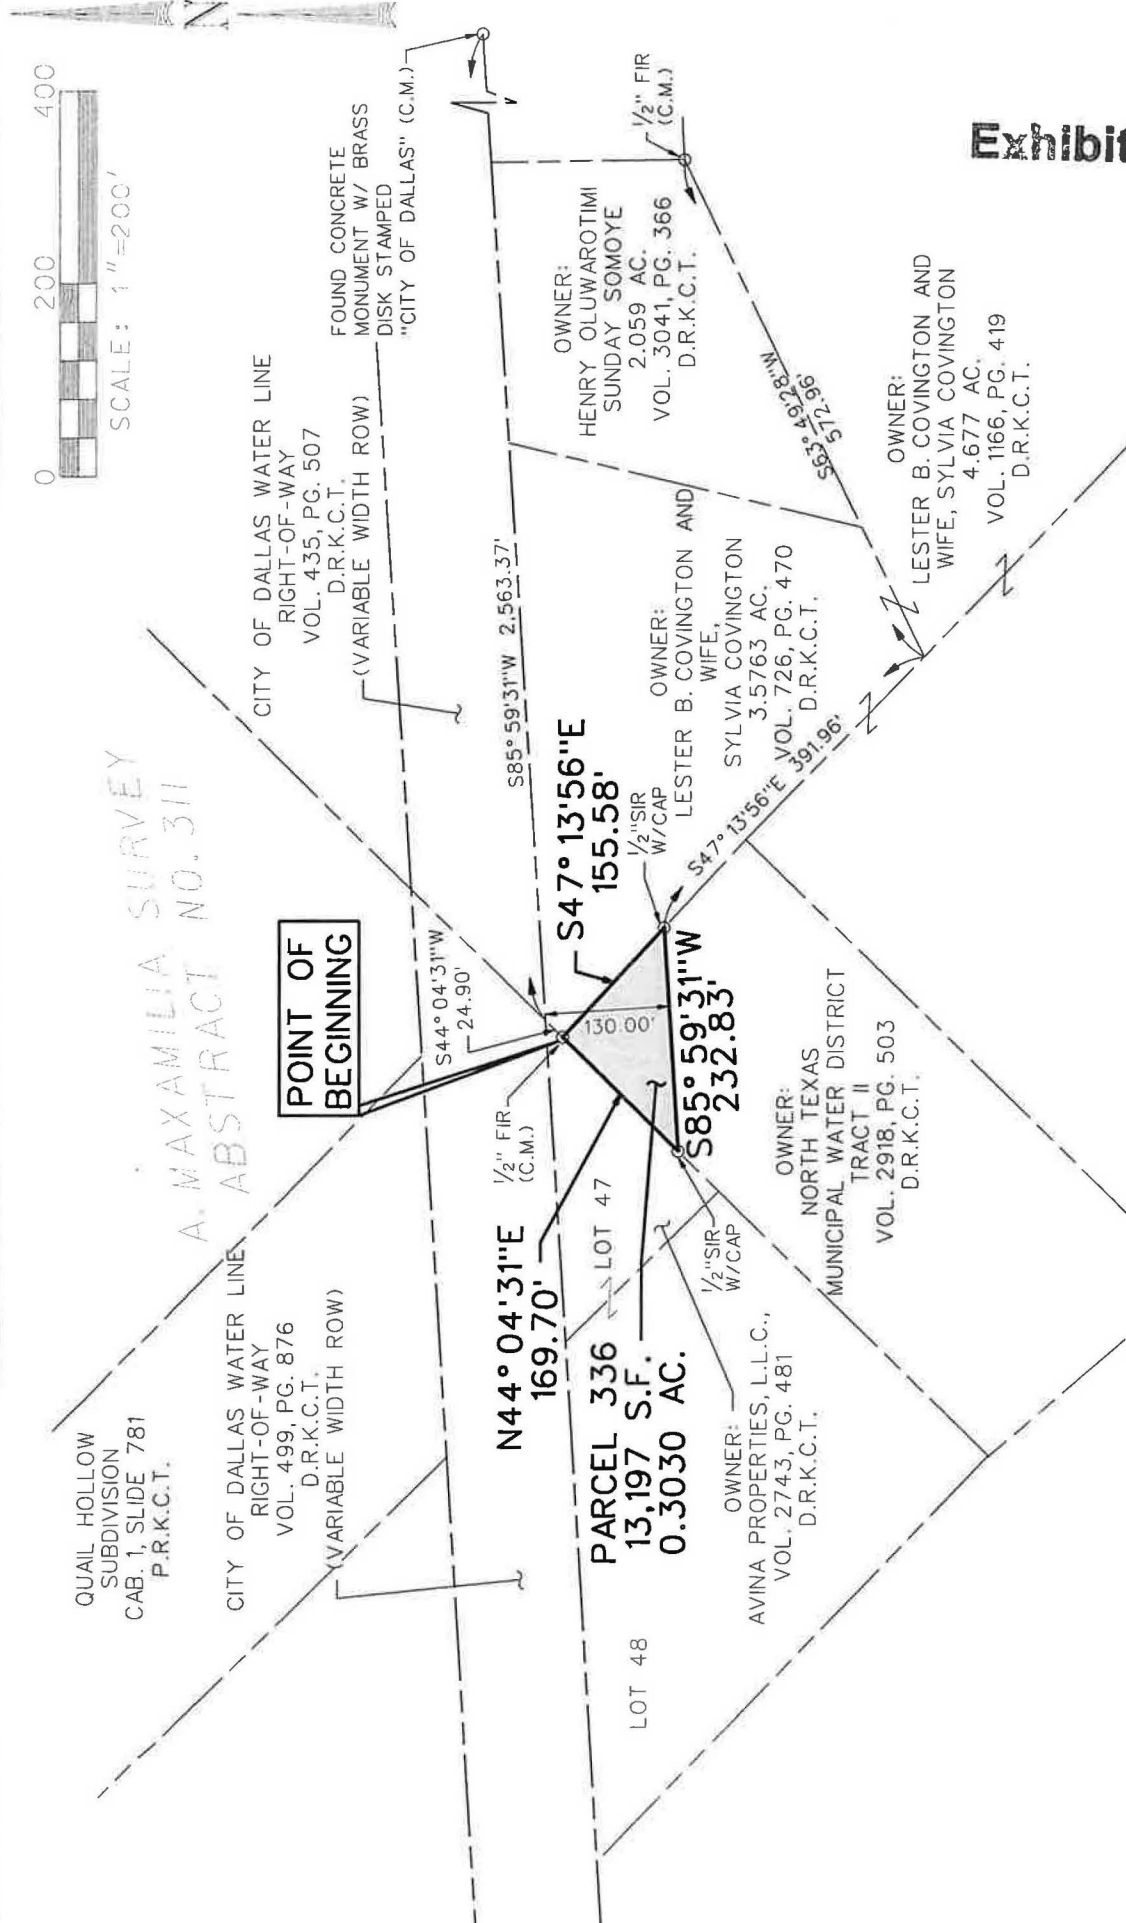 N
0 200 400
SCALE: 1"=200'
A. MAXAMILIA SURVEY
ABSTRACT NO. 311
QUAIL HOLLOW
SUBDIVISION
CAB. 1, SLIDE 781
P.R.K.C.T.
CITY OF DALLAS WATER LINE
RIGHT-OF-WAY
VOL. 499, PG. 876
D.R.K.C.T.
(VARIABLE WIDTH ROW)
POINT OF
BEGINNING
CITY OF DALLAS WATER LINE
RIGHT-OF-WAY
VOL. 435, PG. 507
D.R.K.C.T.
(VARIABLE WIDTH ROW)
FOUND CONCRETE
MONUMENT W/ BRASS
DISK STAMPED
"CITY OF DALLAS" (C.M.)
S44°04'31"W
24.90'
S85°59'31"W 2,563.37'
1/2" FIR
(C.M.)
N44°04'31"E
169.70'
S47°13'56"E
155.58'
130.00'
1/2"SIR
W/CAP
S85°59'31"W
232.83'
1/2"SIR
W/CAP
LOT 47
PARCEL 336
13,197 S.F.
0.3030 AC.
LOT 48
OWNER:
AVINA PROPERTIES, L.L.C.,
VOL. 2743, PG. 481
D.R.K.C.T.
OWNER:
NORTH TEXAS
MUNICIPAL WATER DISTRICT
TRACT II
VOL. 2918, PG. 503
D.R.K.C.T.
OWNER:
LESTER B. COVINGTON AND
WIFE,
SYLVIA COVINGTON
3.5763 AC.
VOL. 726, PG. 470
D.R.K.C.T.
S47°13'56"E 391.96'
OWNER:
HENRY OLUWAROTIMI
SUNDAY SOMOYE
2.059 AC.
VOL. 3041, PG. 366
D.R.K.C.T.
1/2" FIR
(C.M.)
S63°49'28"W
572.96'
OWNER:
LESTER B. COVINGTON AND
WIFE, SYLVIA COVINGTON
4.677 AC.
VOL. 1166, PG. 419
D.R.K.C.T.
Exhibit